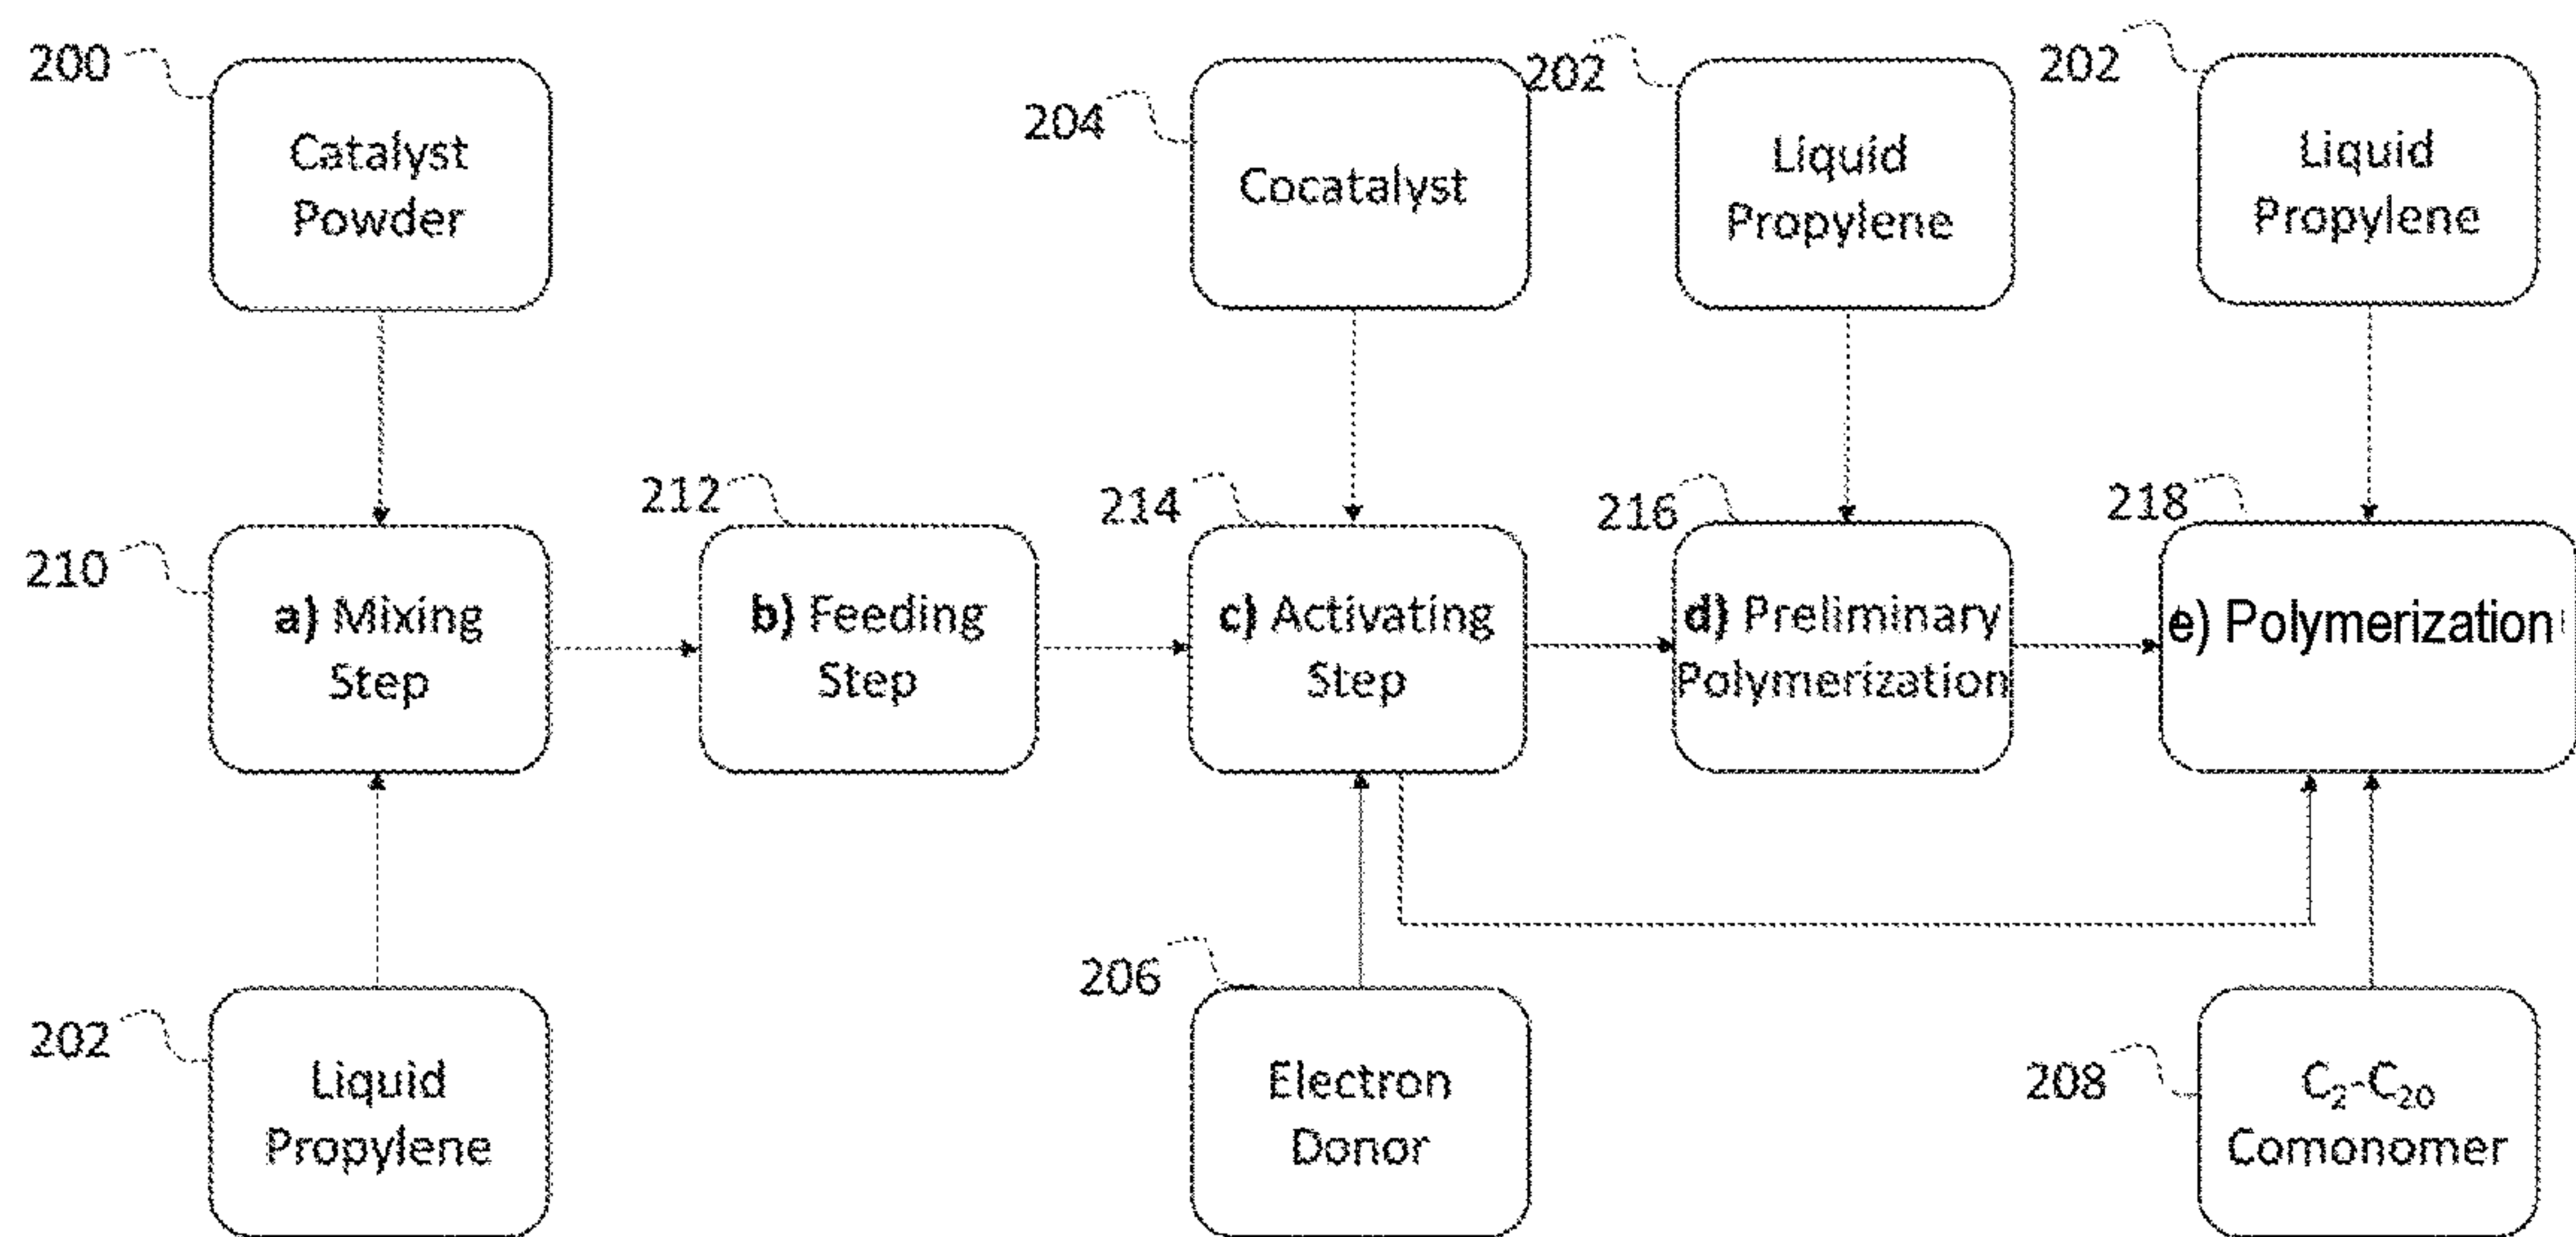 200
Catalyst
Powder
204
Cocatalyst
202
Liquid
Propylene
202
Liquid
Propylene
210
a) Mixing
Step
212
b) Feeding
Step
214
c) Activating
Step
216
d) Preliminary
Polymerization
218
e) Polymerization
202
Liquid
Propylene
206
Electron
Donor
208
C₂-C₂₀
Comonomer